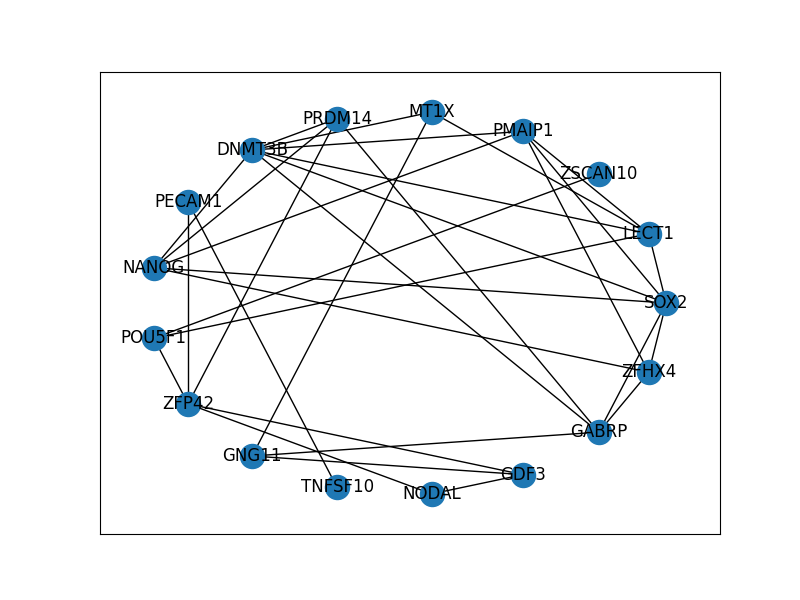 MT1X
PRDM14
PMAIP1
DNMT3B
ZSCAN10
PECAM1
LECT1
NANOG
SOX2
POU5F1
ZFHX4
ZFP42
GABRP
GNG11
GDF3
TNFSF10
NODAL